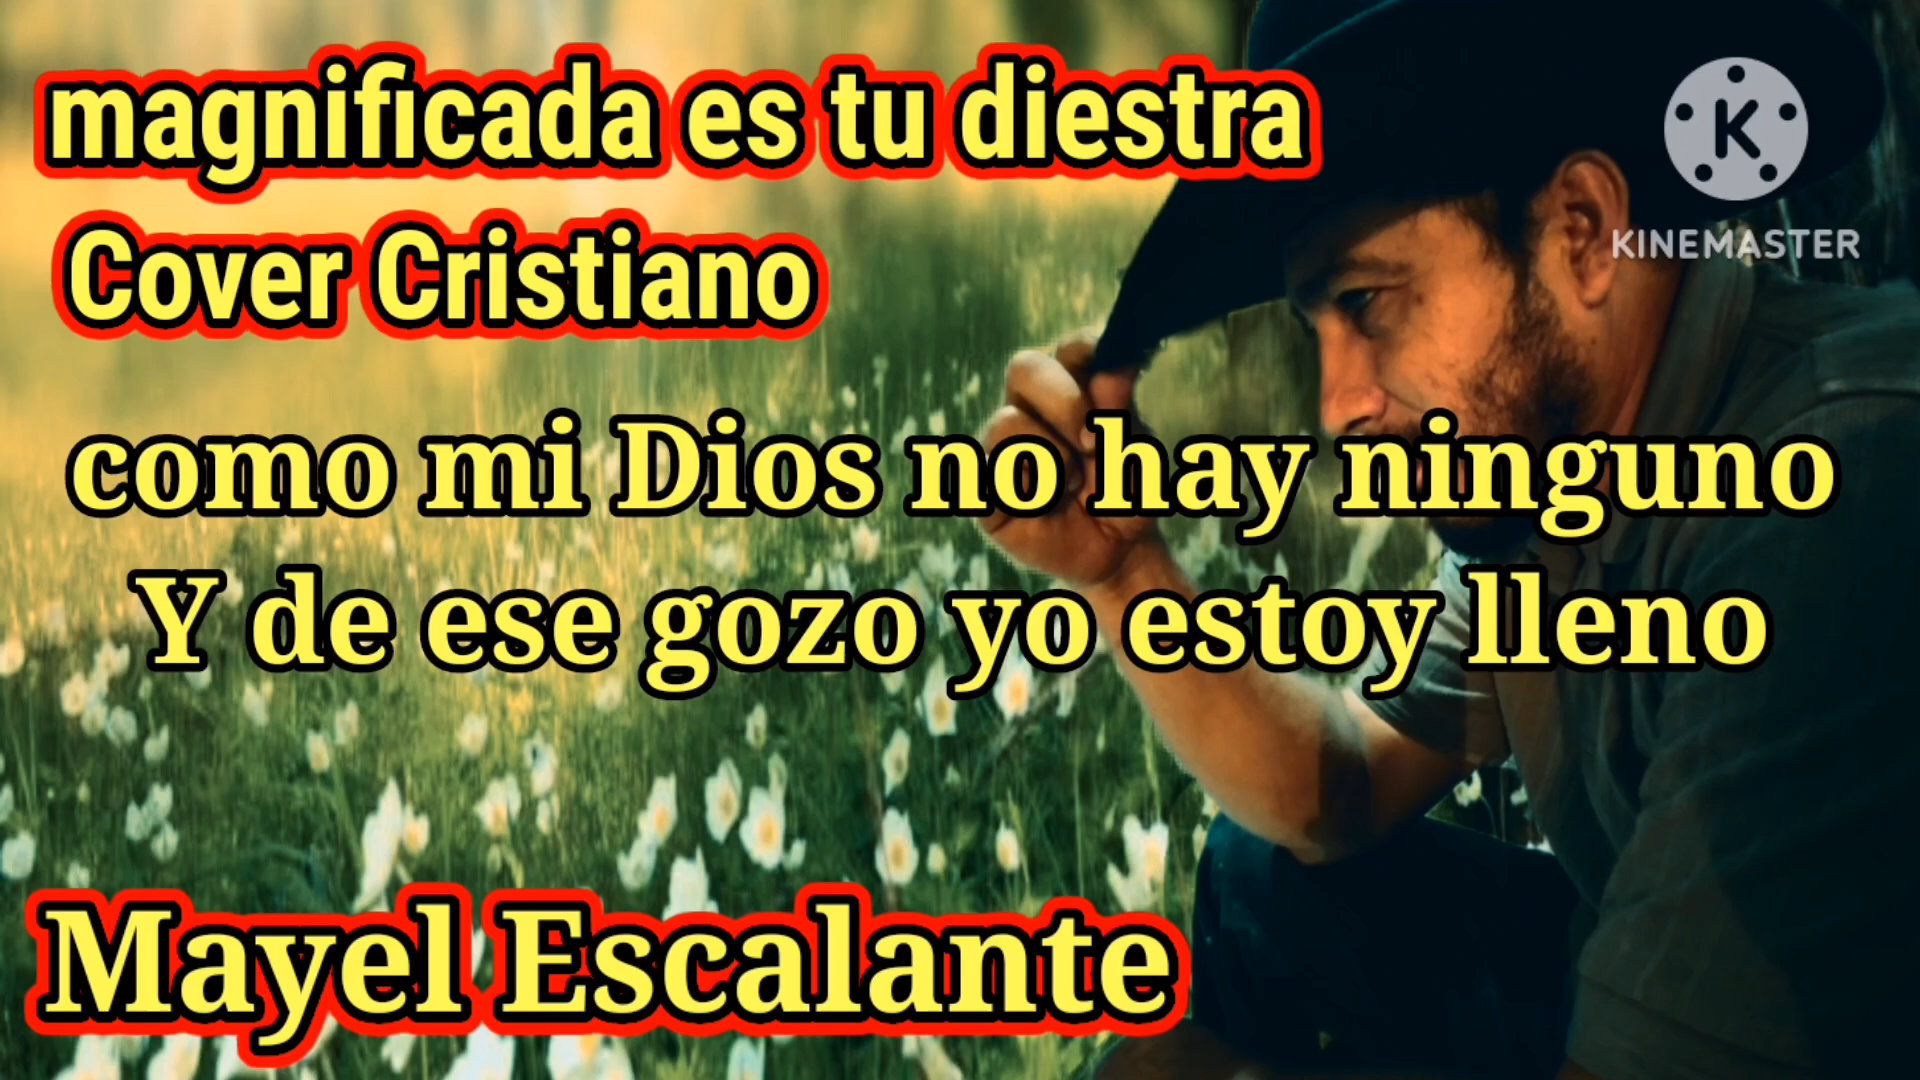 magnificada es tu diestra
Cover Cristiano
K
KINEMASTER
como mi Dios no hay ninguno
Y de ese gozo yo estoy lleno
Mayel Escalante